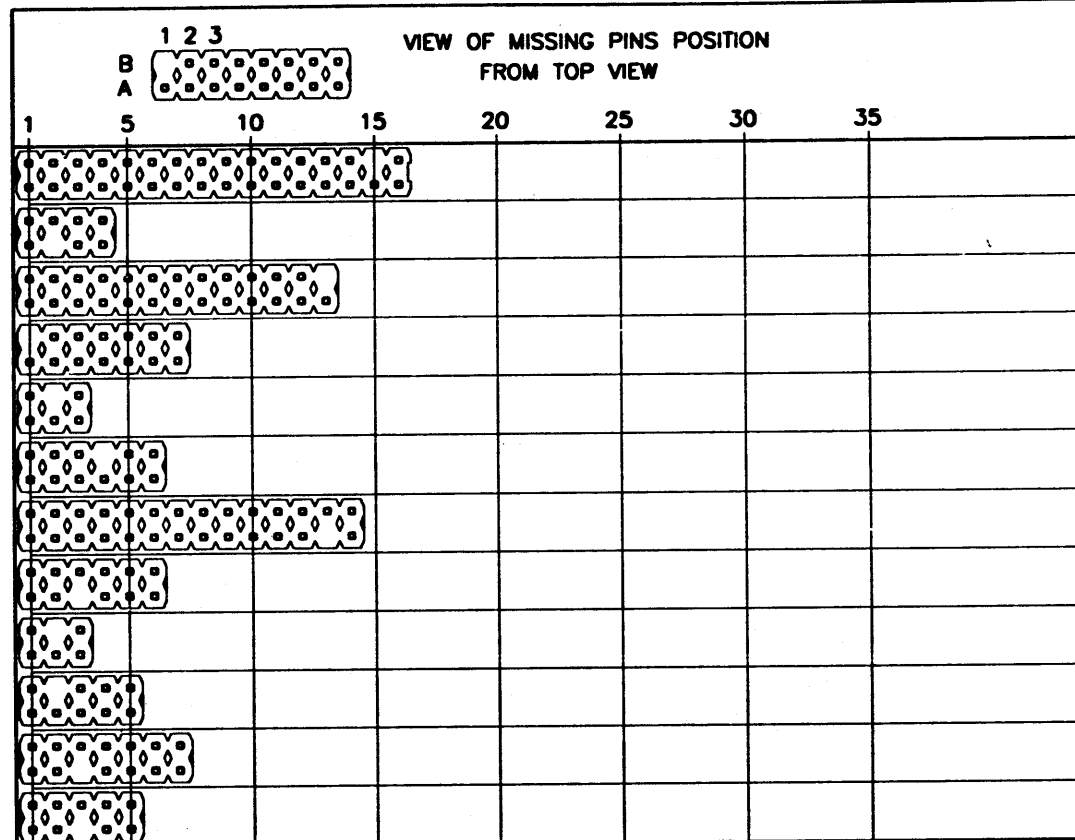 1 2 3
VIEW OF MISSING PINS POSITION
B
FROM TOP VIEW
A
1 5 10 15 20 25 30 35